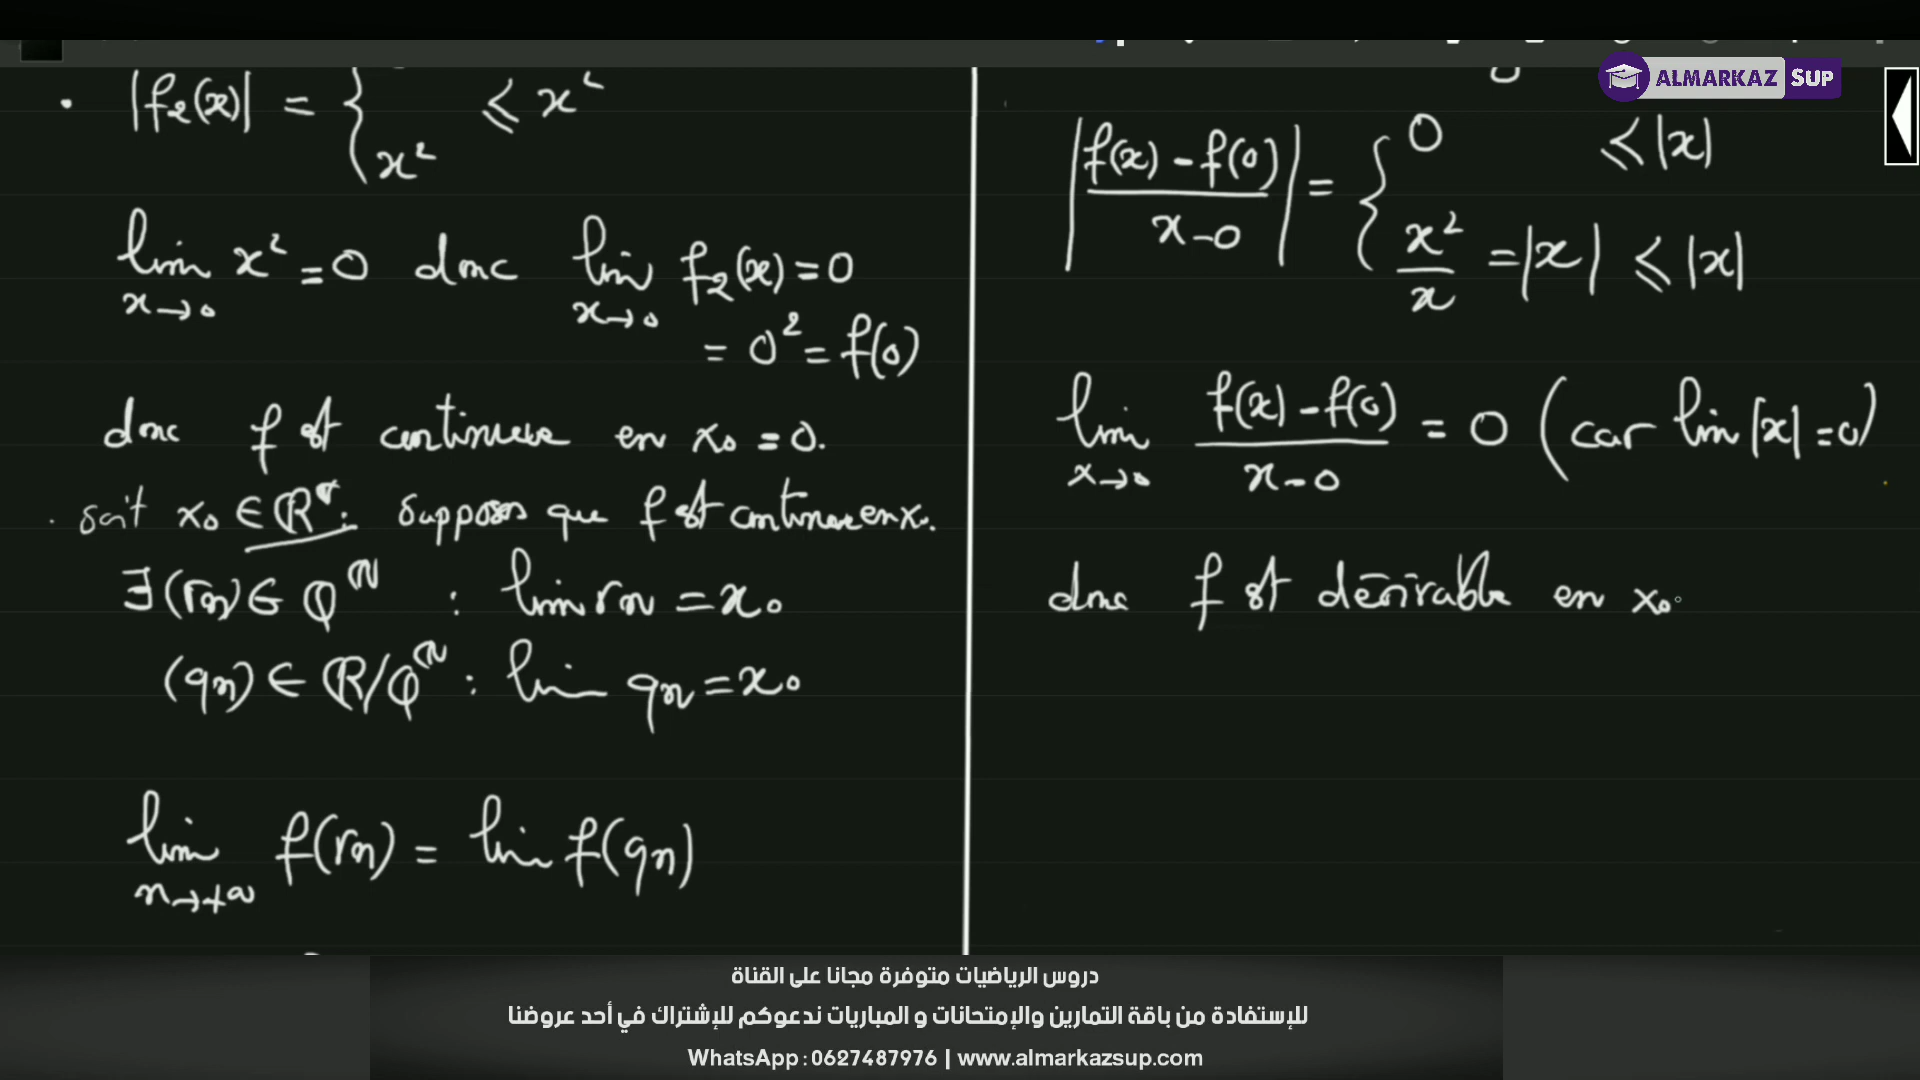 ALMARKAZ SUP
• |f₂(x)| = { ⩽ x²
x²
lim x² = 0 donc lim f₂(x) = 0
x→0 x→0
= 0² = f(0)
donc f est continue en x₀ = 0.
. soit x₀ ∈ ℝ* : supposons que f est continue en x₀.
∃ (rn) ∈ ℚ^ℕ : lim rn = x₀
(qn) ∈ ℝ/ℚ^ℕ : lim qn = x₀
lim f(rn) = lim f(qn)
n→+∞
|f(x) - f(0) / x-0| = { 0 ⩽ |x|
x²/x = |x| ⩽ |x|
lim f(x) - f(0) / x-0 = 0 (car lim |x| = 0)
x→0
donc f est dérivable en x₀.
دروس الرياضيات متوفرة مجانا على القناة
للإستفادة من باقة التمارين والإمتحانات و المباريات ندعوكم للإشتراك في أحد عروضنا
WhatsApp : 0627487976 | www.almarkazsup.com